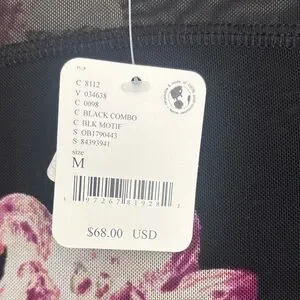 C 8112
V 034638
C 0098
C BLACK COMBO
C BLK MOTIF
S OB1790443
S 84393941
size
M
$68.00 USD